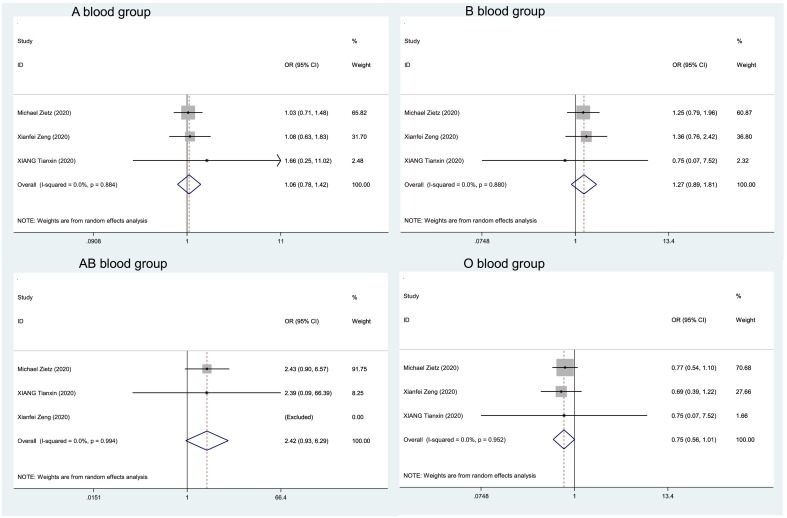 A blood group
Study %
ID OR (95% CI) Weight
Michael Zietz (2020) 1.03 (0.71, 1.48) 65.82
Xianfei Zeng (2020) 1.08 (0.63, 1.83) 31.70
XIANG Tianxin (2020) 1.66 (0.25, 11.02) 2.48
Overall (I-squared = 0.0%, p = 0.884) 1.06 (0.78, 1.42) 100.00
NOTE: Weights are from random effects analysis
.0908 1 11
B blood group
Study %
ID OR (95% CI) Weight
Michael Zietz (2020) 1.25 (0.79, 1.96) 60.87
Xianfei Zeng (2020) 1.36 (0.76, 2.42) 36.80
XIANG Tianxin (2020) 0.75 (0.07, 7.52) 2.32
Overall (I-squared = 0.0%, p = 0.880) 1.27 (0.89, 1.81) 100.00
NOTE: Weights are from random effects analysis
.0748 1 13.4
AB blood group
Study %
ID OR (95% CI) Weight
Michael Zietz (2020) 2.43 (0.90, 6.57) 91.75
XIANG Tianxin (2020) 2.39 (0.09, 66.39) 8.25
Xianfei Zeng (2020) (Excluded) 0.00
Overall (I-squared = 0.0%, p = 0.994) 2.42 (0.93, 6.29) 100.00
NOTE: Weights are from random effects analysis
.0151 1 66.4
O blood group
Study %
ID OR (95% CI) Weight
Michael Zietz (2020) 0.77 (0.54, 1.10) 70.68
Xianfei Zeng (2020) 0.69 (0.39, 1.22) 27.66
XIANG Tianxin (2020) 0.75 (0.07, 7.52) 1.66
Overall (I-squared = 0.0%, p = 0.952) 0.75 (0.56, 1.01) 100.00
NOTE: Weights are from random effects analysis
.0748 1 13.4